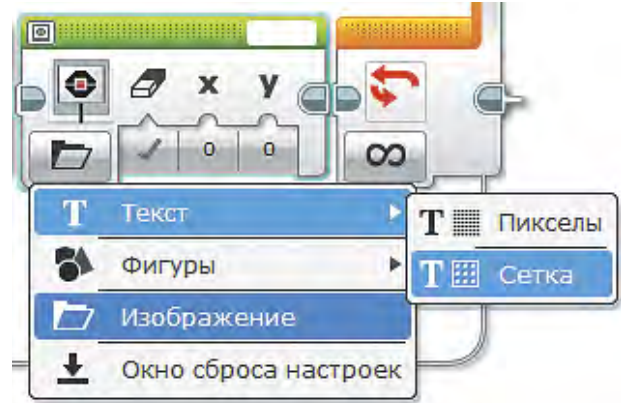 x y
0 0
T Текст
Фигуры
Изображение
Окно сброса настроек
T Пикселы
T Сетка